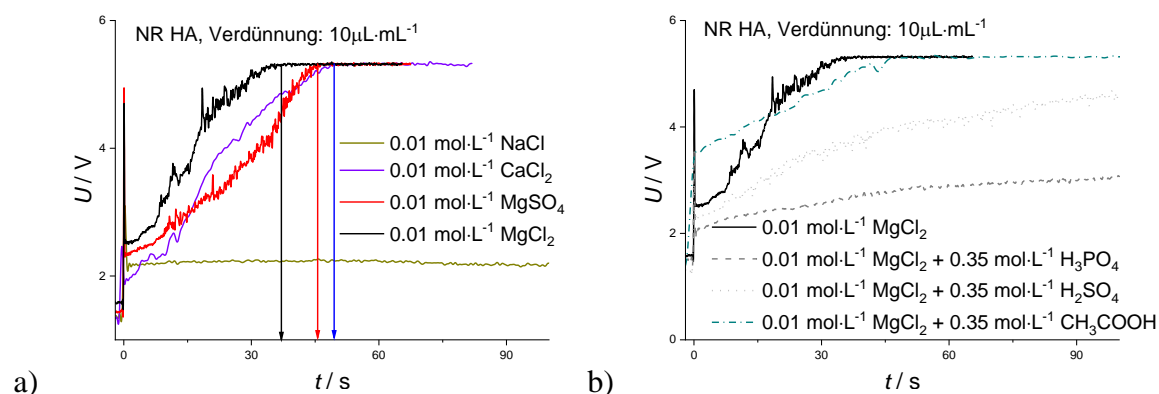 NR HA, Verdünnung: 10µL·mL⁻¹
6
4
2
U / V
0.01 mol·L⁻¹ NaCl
0.01 mol·L⁻¹ CaCl₂
0.01 mol·L⁻¹ MgSO₄
0.01 mol·L⁻¹ MgCl₂
0 30 60 90
t / s
a)
NR HA, Verdünnung: 10µL·mL⁻¹
6
4
2
0
U / V
0.01 mol·L⁻¹ MgCl₂
0.01 mol·L⁻¹ MgCl₂ + 0.35 mol·L⁻¹ H₃PO₄
0.01 mol·L⁻¹ MgCl₂ + 0.35 mol·L⁻¹ H₂SO₄
0.01 mol·L⁻¹ MgCl₂ + 0.35 mol·L⁻¹ CH₃COOH
0 30 60 90
t / s
b)